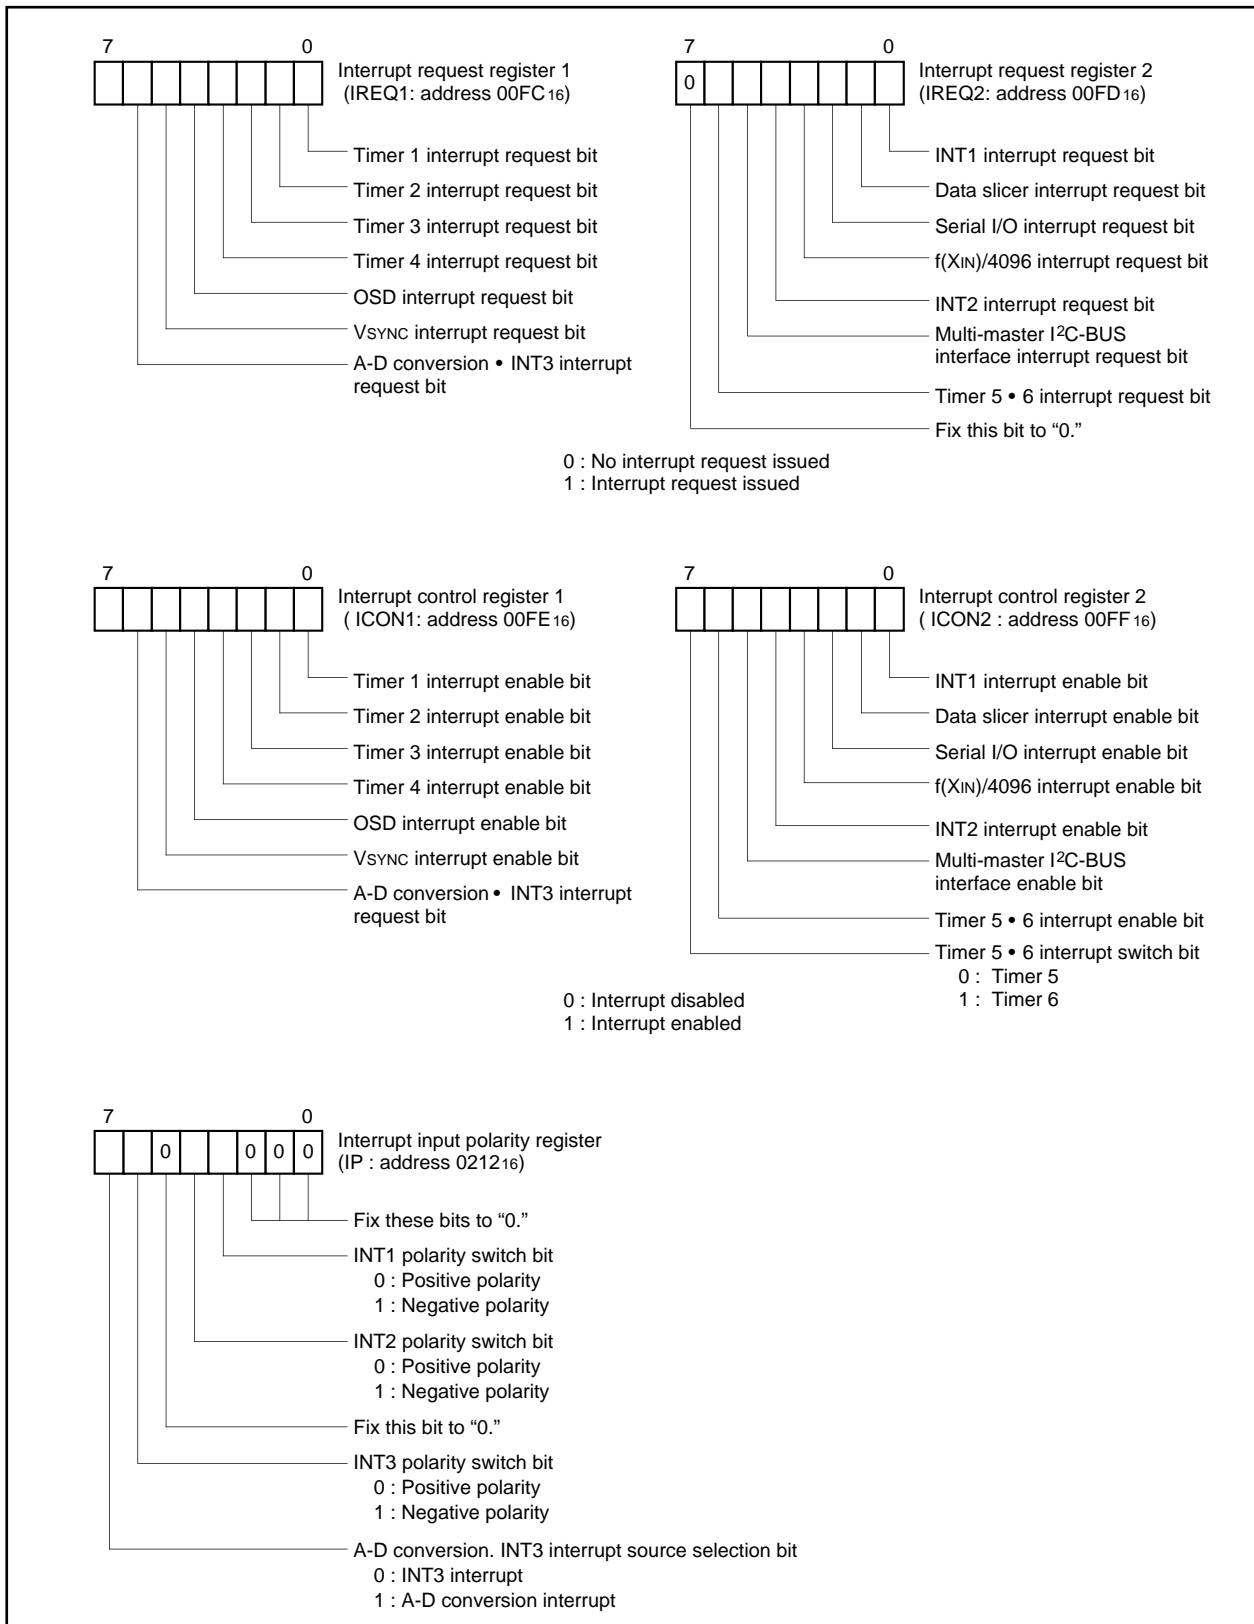 7 0
Interrupt request register 1
(IREQ1: address 00FC16)
Timer 1 interrupt request bit
Timer 2 interrupt request bit
Timer 3 interrupt request bit
Timer 4 interrupt request bit
OSD interrupt request bit
VSYNC interrupt request bit
A-D conversion • INT3 interrupt
request bit
7 0
0
Interrupt request register 2
(IREQ2: address 00FD16)
INT1 interrupt request bit
Data slicer interrupt request bit
Serial I/O interrupt request bit
f(XIN)/4096 interrupt request bit
INT2 interrupt request bit
Multi-master I2C-BUS
interface interrupt request bit
Timer 5 • 6 interrupt request bit
Fix this bit to “0.”
0 : No interrupt request issued
1 : Interrupt request issued
7 0
Interrupt control register 1
( ICON1: address 00FE16)
Timer 1 interrupt enable bit
Timer 2 interrupt enable bit
Timer 3 interrupt enable bit
Timer 4 interrupt enable bit
OSD interrupt enable bit
VSYNC interrupt enable bit
A-D conversion • INT3 interrupt
request bit
7 0
Interrupt control register 2
( ICON2 : address 00FF16)
INT1 interrupt enable bit
Data slicer interrupt enable bit
Serial I/O interrupt enable bit
f(XIN)/4096 interrupt enable bit
INT2 interrupt enable bit
Multi-master I2C-BUS
interface enable bit
Timer 5 • 6 interrupt enable bit
Timer 5 • 6 interrupt switch bit
0 : Timer 5
1 : Timer 6
0 : Interrupt disabled
1 : Interrupt enabled
7 0
0 0 0 0
Interrupt input polarity register
(IP : address 021216)
Fix these bits to “0.”
INT1 polarity switch bit
0 : Positive polarity
1 : Negative polarity
INT2 polarity switch bit
0 : Positive polarity
1 : Negative polarity
Fix this bit to “0.”
INT3 polarity switch bit
0 : Positive polarity
1 : Negative polarity
A-D conversion. INT3 interrupt source selection bit
0 : INT3 interrupt
1 : A-D conversion interrupt